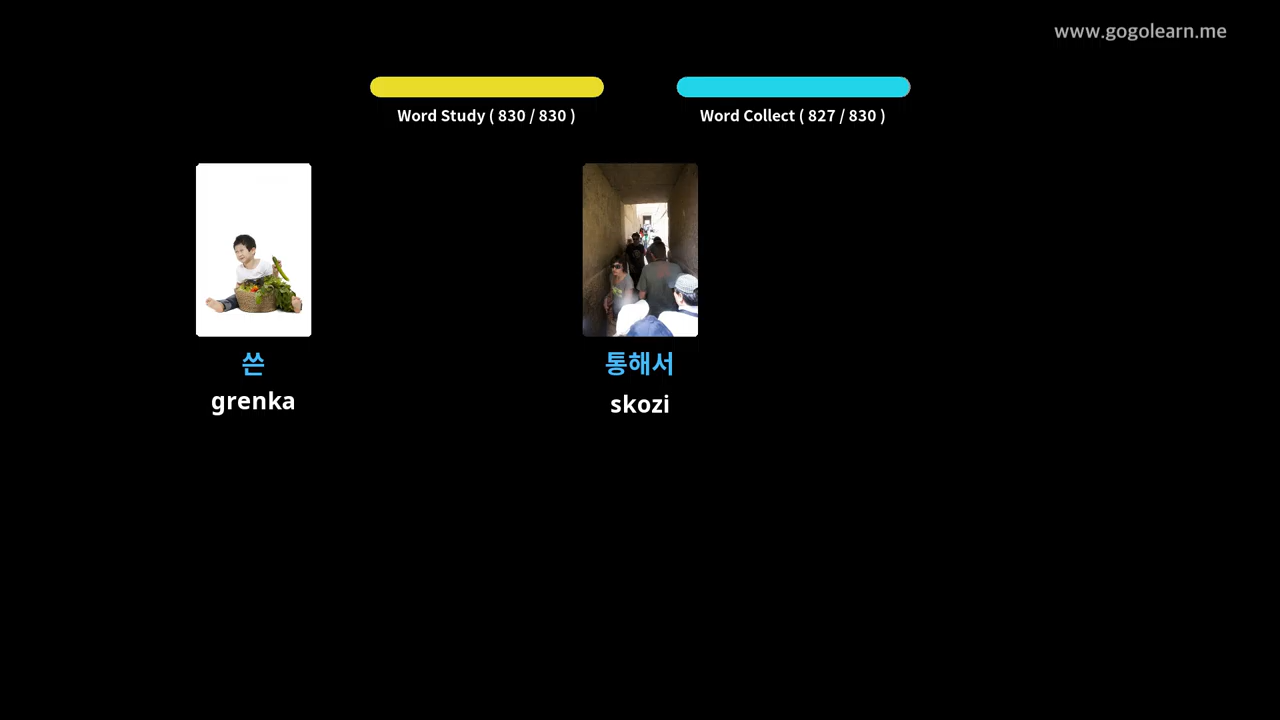 www.gogolearn.me
Word Study ( 830 / 830 )
Word Collect ( 827 / 830 )
쓴
grenka
통해서
skozi